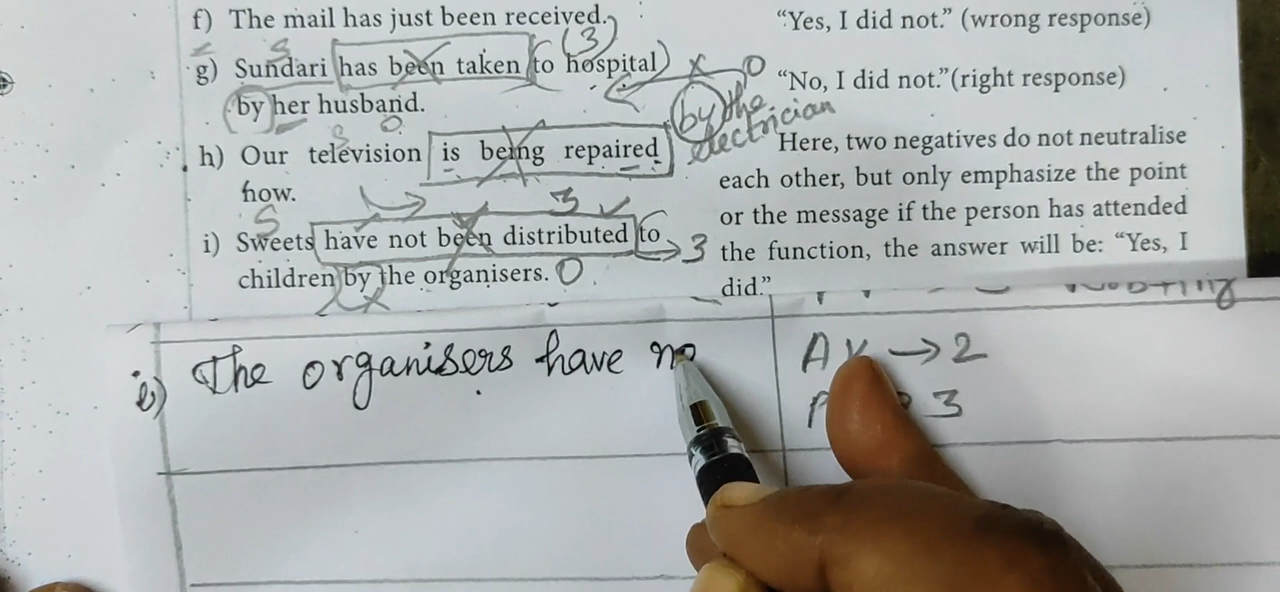 f) The mail has just been received.
(3)
S
g) Sundari has been taken to hospital
by her husband.
O
x O
by the
electrician
S
h) Our television is being repaired
now.
3
S
i) Sweets have not been distributed to
3
children by the organisers. O
x
"Yes, I did not." (wrong response)
"No, I did not."(right response)
Here, two negatives do not neutralise
each other, but only emphasize the point
or the message if the person has attended
the function, the answer will be: "Yes, I
did."
i) The organisers have no
AV → 2
P 3